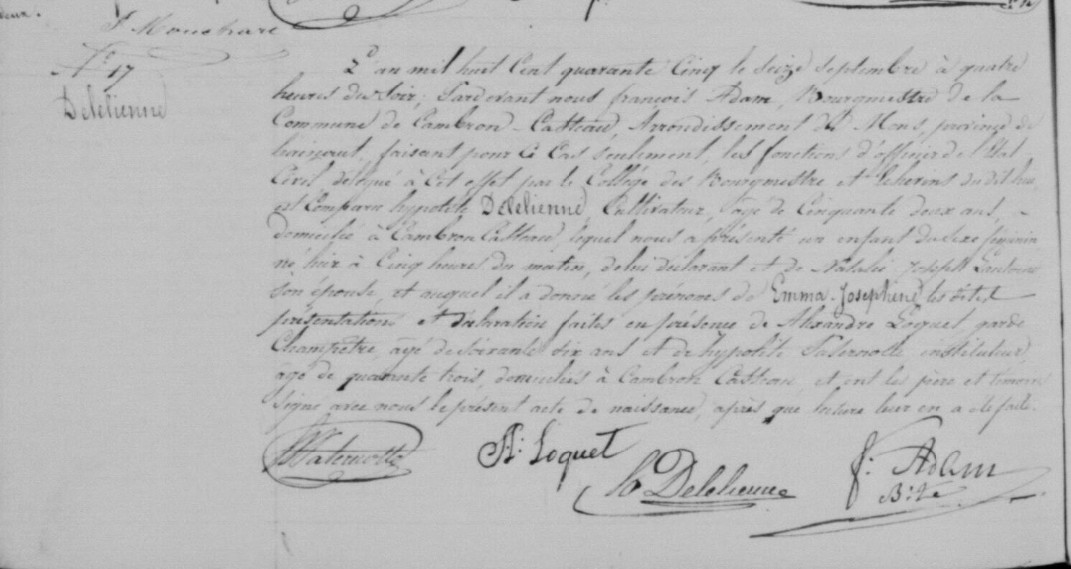 N° 17
Delelienne
L'an mil huit Cent quarante Cinq le seize septembre à quatre
heures du soir; Pardevant nous françois Adam, Bourgmestre de la
Commune de Cambron-Casteau, Arrondissement de Mons, province de
hainaut, faisant pour Ce Cas seulement, les fonctions d'officier de l'état
Civil délégué à Cet effet par le Collége des Bourgmestre et Echevins du dit lieu,
est Comparu hypolite Delelienne, Cultivateur, âgé de Cinquante deux ans,
domicilié à Cambron Casteau, lequel nous a présenté un enfant du sexe féminin
né hier à Cinq heure du matin, de lui déclarant et de Natalie Joseph
son épouse, et auquel il a donné les prénoms de Emma-Josephine les dites
présentation et déclaration faites en présence de Alexandre Loquet garde
Champêtre âgé de soixante dix ans et de hypolite instituteur,
agé de quarante trois, domiciliés à Cambron Casteau, et ont les père et témoins
signé avec nous le présent acte de naissance, après que lecture leur en a été faite.
A: Loquet
h Delelienne
f: Adam